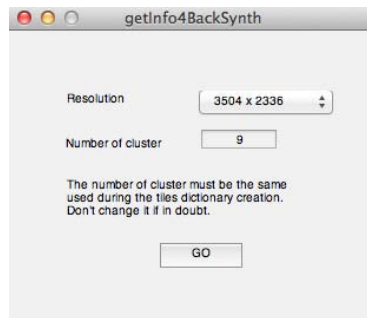 getInfo4BackSynth
Resolution
3504 x 2336
Number of cluster
9
The number of cluster must be the same
used during the tiles dictionary creation.
Don't change it if in doubt.
GO